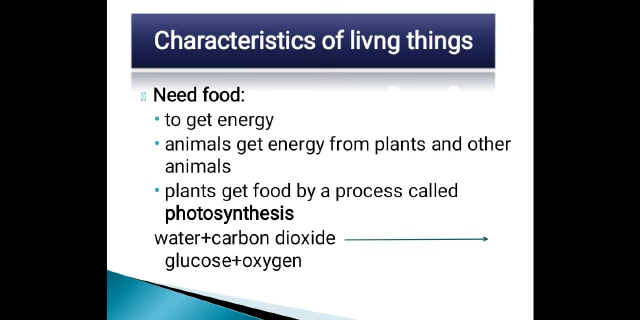 Characteristics of livng things
Need food:
• to get energy
• animals get energy from plants and other
animals
• plants get food by a process called
photosynthesis
water+carbon dioxide
glucose+oxygen